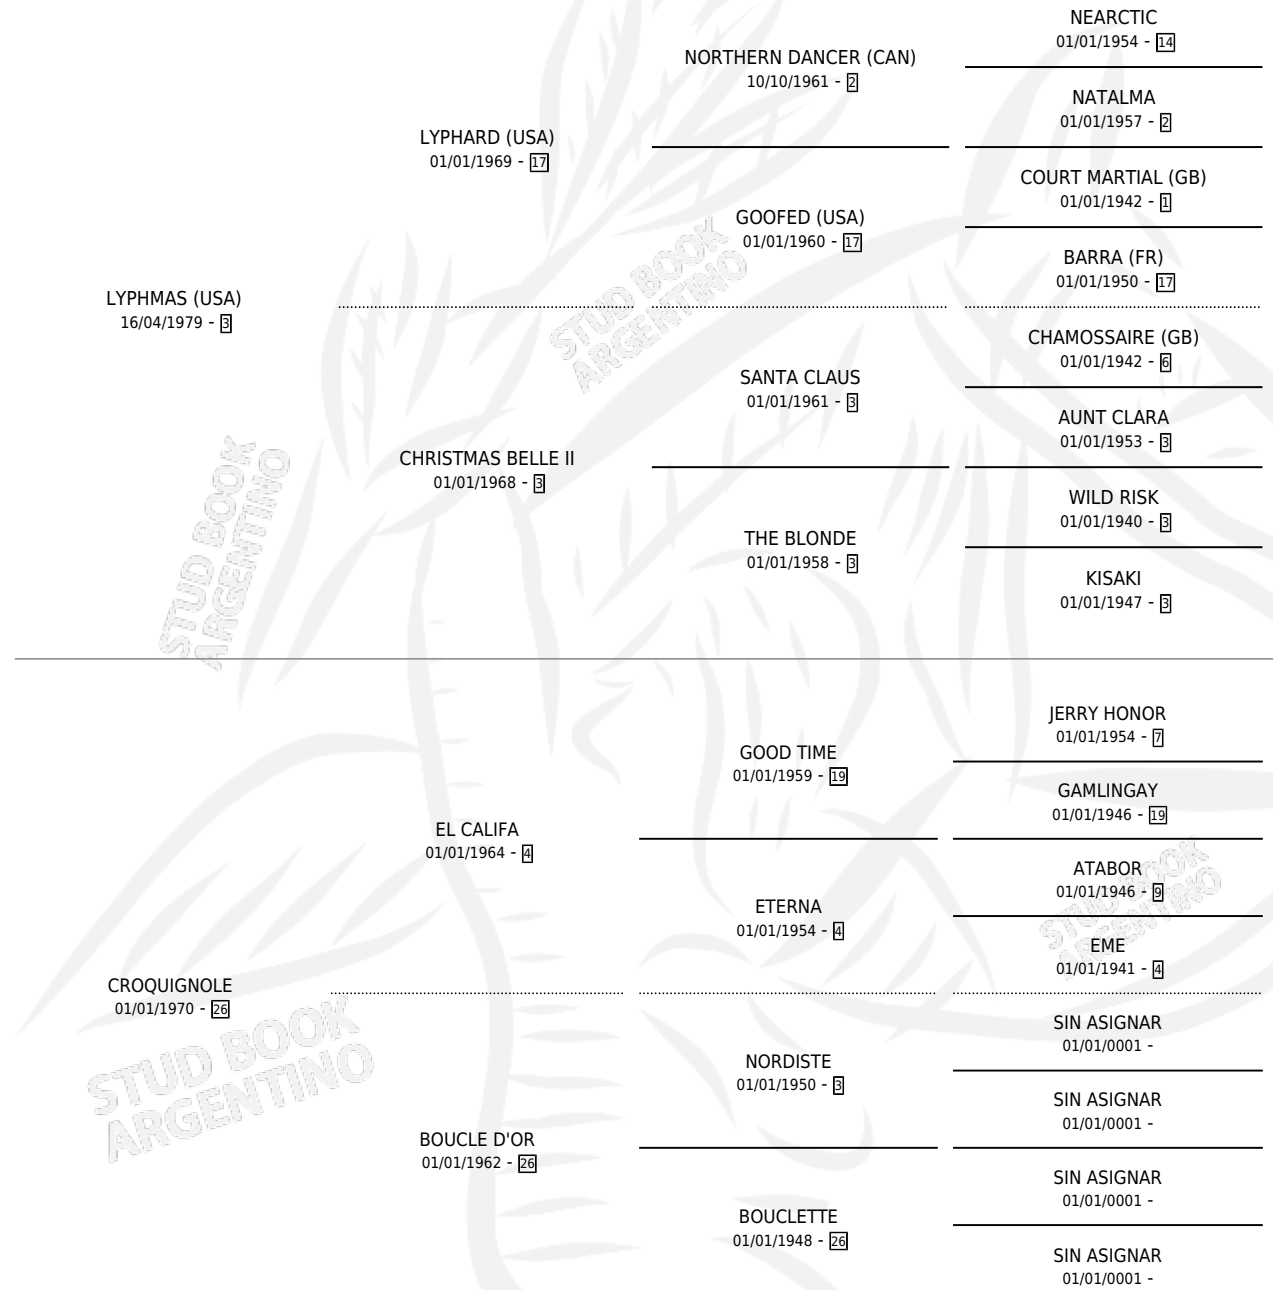 NEARCTIC
01/01/1954 - 14
NORTHERN DANCER (CAN)
10/10/1961 - 2
NATALMA
01/01/1957 - 2
LYPHARD (USA)
01/01/1969 - 17
COURT MARTIAL (GB)
01/01/1942 - 1
GOOFED (USA)
01/01/1960 - 17
BARRA (FR)
01/01/1950 - 17
LYPHMAS (USA)
16/04/1979 - 3
STUD BOOK
ARGENTINO
CHAMOSSAIRE (GB)
01/01/1942 - 6
SANTA CLAUS
01/01/1961 - 3
AUNT CLARA
01/01/1953 - 3
CHRISTMAS BELLE II
01/01/1968 - 3
WILD RISK
01/01/1940 - 3
THE BLONDE
01/01/1958 - 3
KISAKI
01/01/1947 - 3
STUD BOOK
ARGENTINO
JERRY HONOR
01/01/1954 - 7
GOOD TIME
01/01/1959 - 19
GAMLINGAY
01/01/1946 - 19
EL CALIFA
01/01/1964 - 4
ATABOR
01/01/1946 - 9
ETERNA
01/01/1954 - 4
STUD BOOK
ARGENTINO
EME
01/01/1941 - 4
CROQUIGNOLE
01/01/1970 - 26
SIN ASIGNAR
01/01/0001 -
NORDISTE
01/01/1950 - 3
STUD BOOK
ARGENTINO
SIN ASIGNAR
01/01/0001 -
BOUCLE D'OR
01/01/1962 - 26
SIN ASIGNAR
01/01/0001 -
BOUCLETTE
01/01/1948 - 26
SIN ASIGNAR
01/01/0001 -